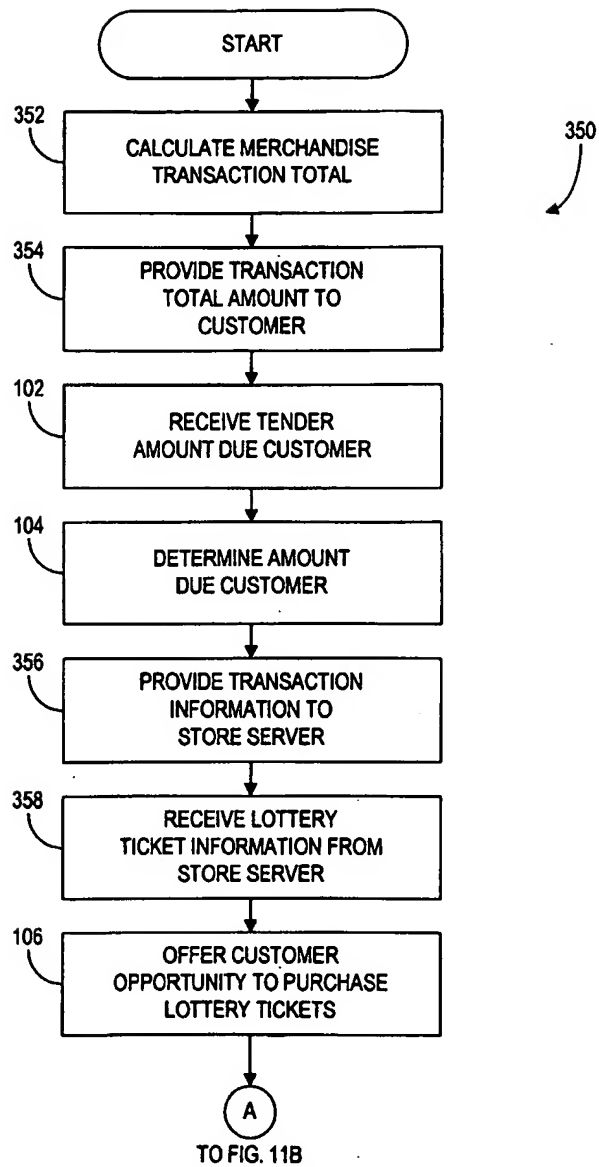 START
352
350
CALCULATE MERCHANDISE
TRANSACTION TOTAL
354
PROVIDE TRANSACTION
TOTAL AMOUNT TO
CUSTOMER
102
RECEIVE TENDER
AMOUNT DUE CUSTOMER
104
DETERMINE AMOUNT
DUE CUSTOMER
356
PROVIDE TRANSACTION
INFORMATION TO
STORE SERVER
358
RECEIVE LOTTERY
TICKET INFORMATION FROM
STORE SERVER
106
OFFER CUSTOMER
OPPORTUNITY TO PURCHASE
LOTTERY TICKETS
A
TO FIG. 11B